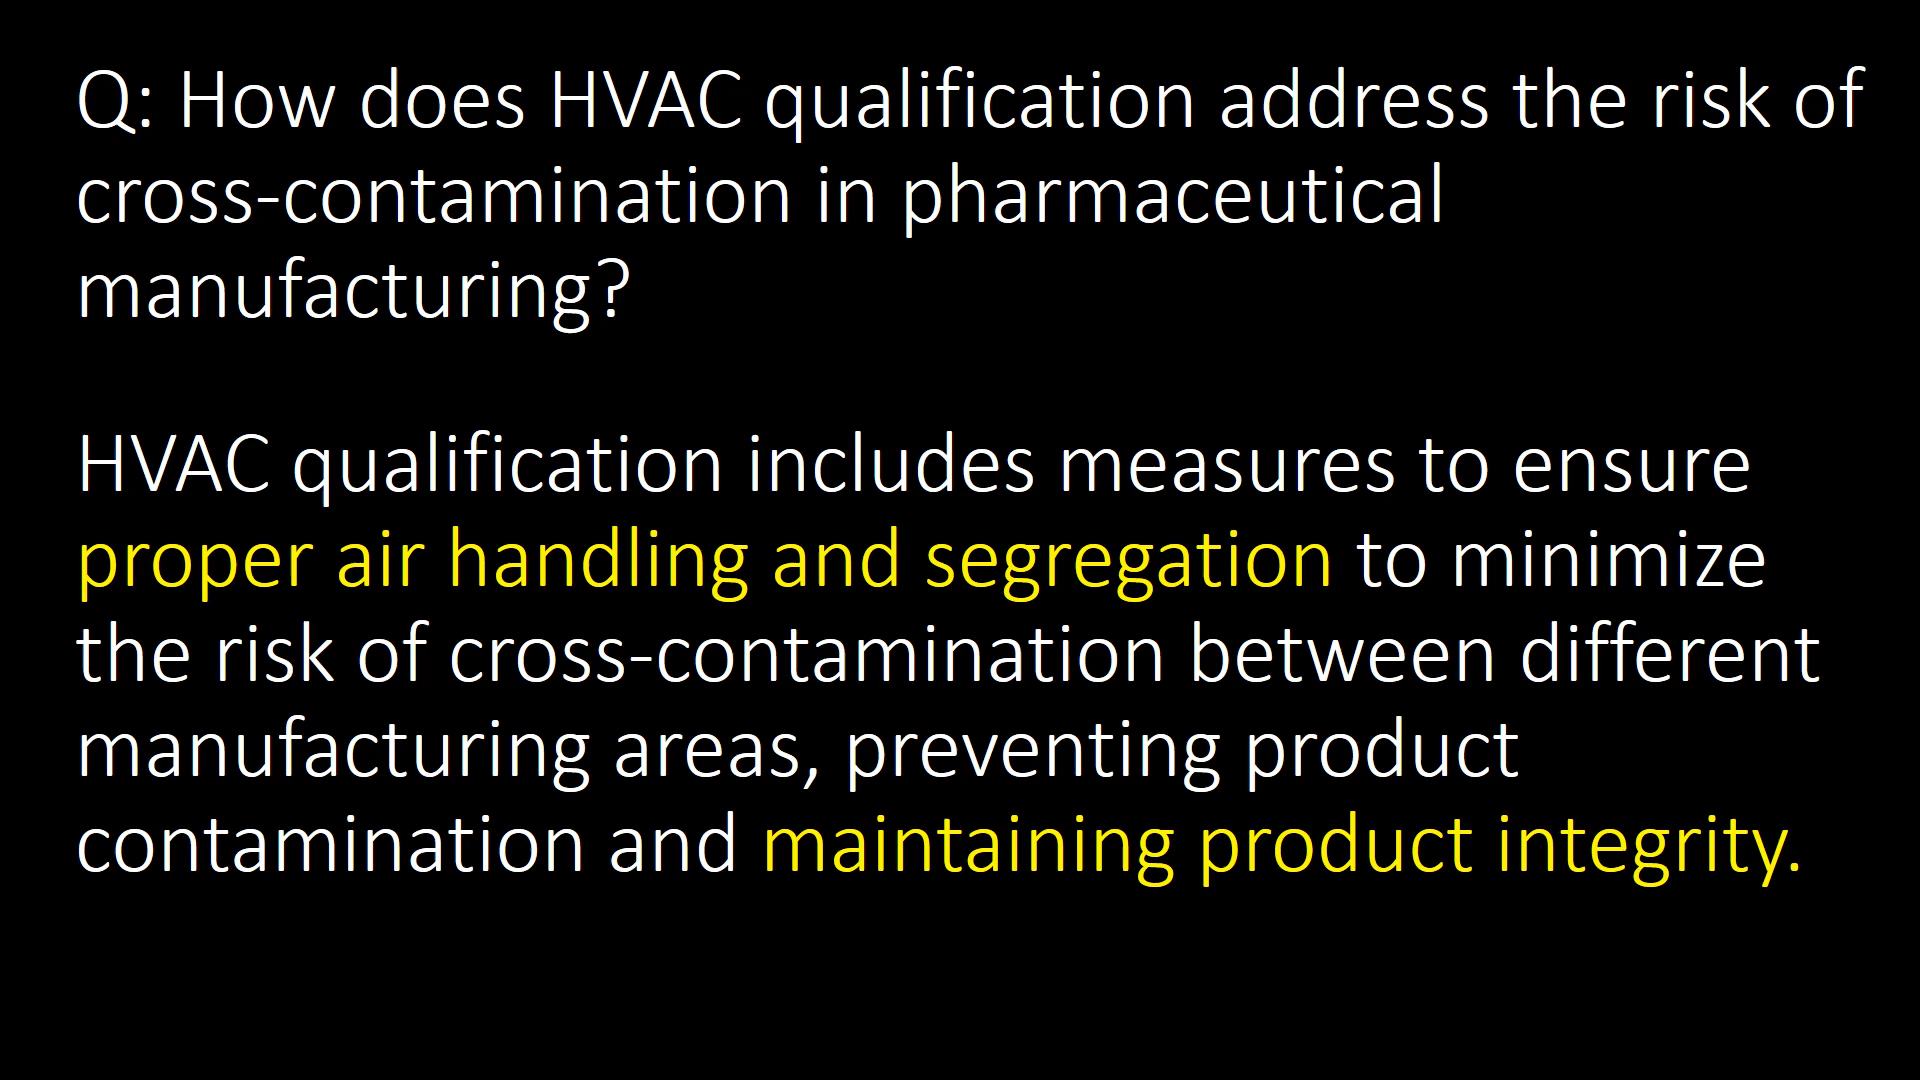 Q: How does HVAC qualification address the risk of
cross-contamination in pharmaceutical
manufacturing?
HVAC qualification includes measures to ensure
proper air handling and segregation to minimize
the risk of cross-contamination between different
manufacturing areas, preventing product
contamination and maintaining product integrity.